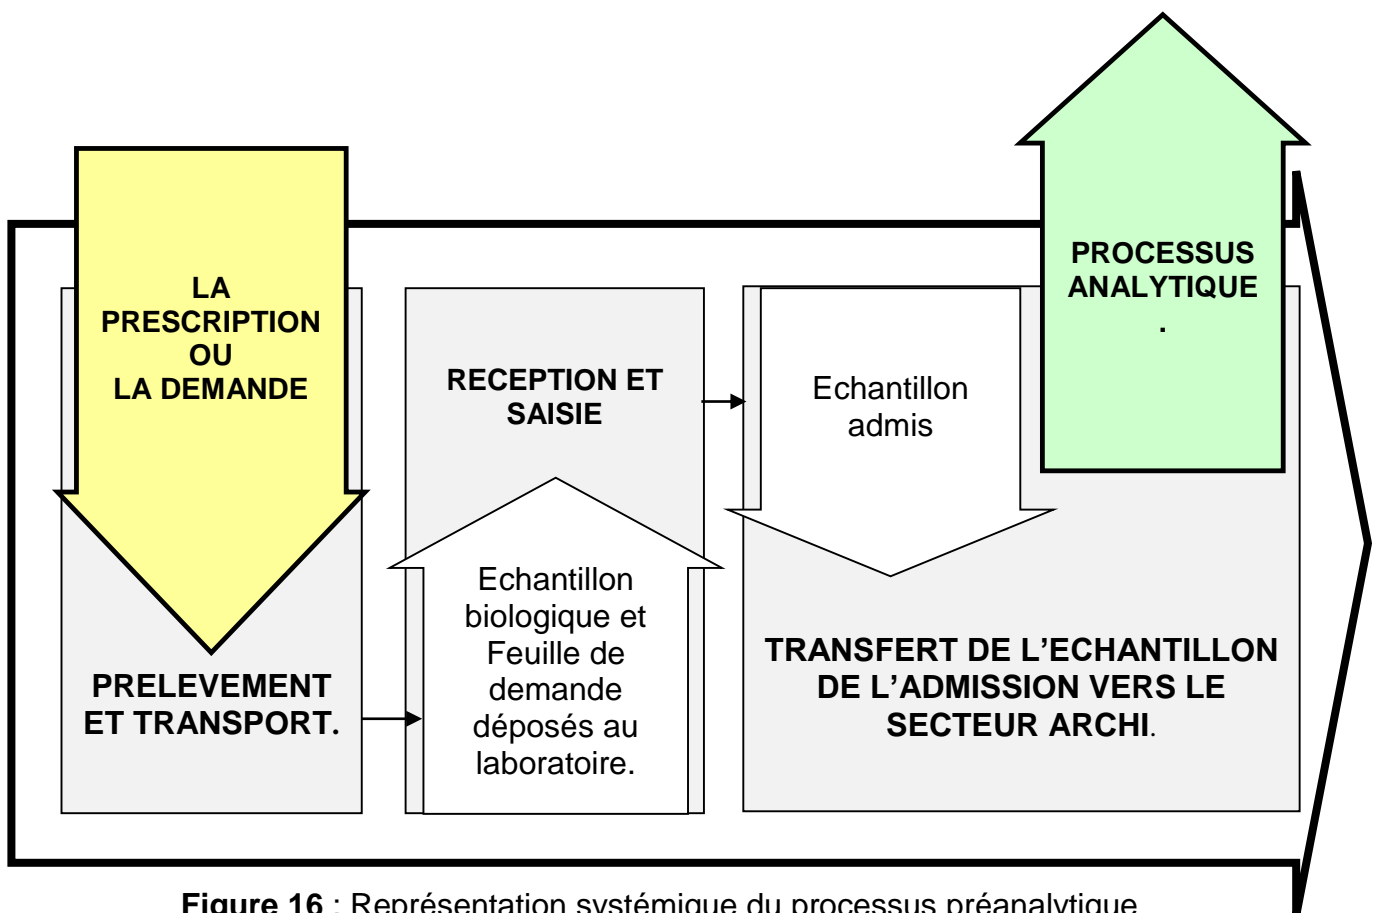 LA
PRESCRIPTION
OU
LA DEMANDE
PRELEVEMENT
ET TRANSPORT.
RECEPTION ET
SAISIE
Echantillon
biologique et
Feuille de
demande
déposés au
laboratoire.
Echantillon
admis
PROCESSUS
ANALYTIQUE
.
TRANSFERT DE L’ECHANTILLON
DE L’ADMISSION VERS LE
SECTEUR ARCHI.
Figure 16 : Représentation systémique du processus préanalytique